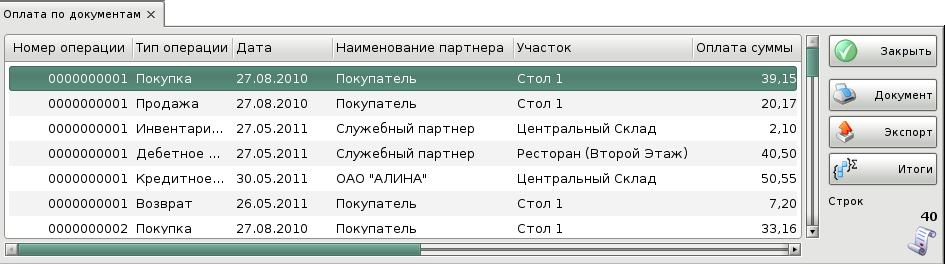 Оплата по документам
Номер операции Тип операции Дата Наименование партнера Участок Оплата суммы
0000000001 Покупка 27.08.2010 Покупатель Стол 1 39,15
0000000001 Продажа 27.08.2010 Покупатель Стол 1 20,17
0000000001 Инвентари... 27.05.2011 Служебный партнер Центральный Склад 2,10
0000000001 Дебетное ... 27.05.2011 Служебный партнер Ресторан (Второй Этаж) 40,50
0000000001 Кредитное... 30.05.2011 ОАО "АЛИНА" Центральный Склад 50,55
0000000001 Возврат 26.05.2011 Покупатель Стол 1 7,20
0000000002 Покупка 27.08.2010 Покупатель Стол 1 33,16
Закрыть
Документ
Экспорт
Итоги
Строк
40